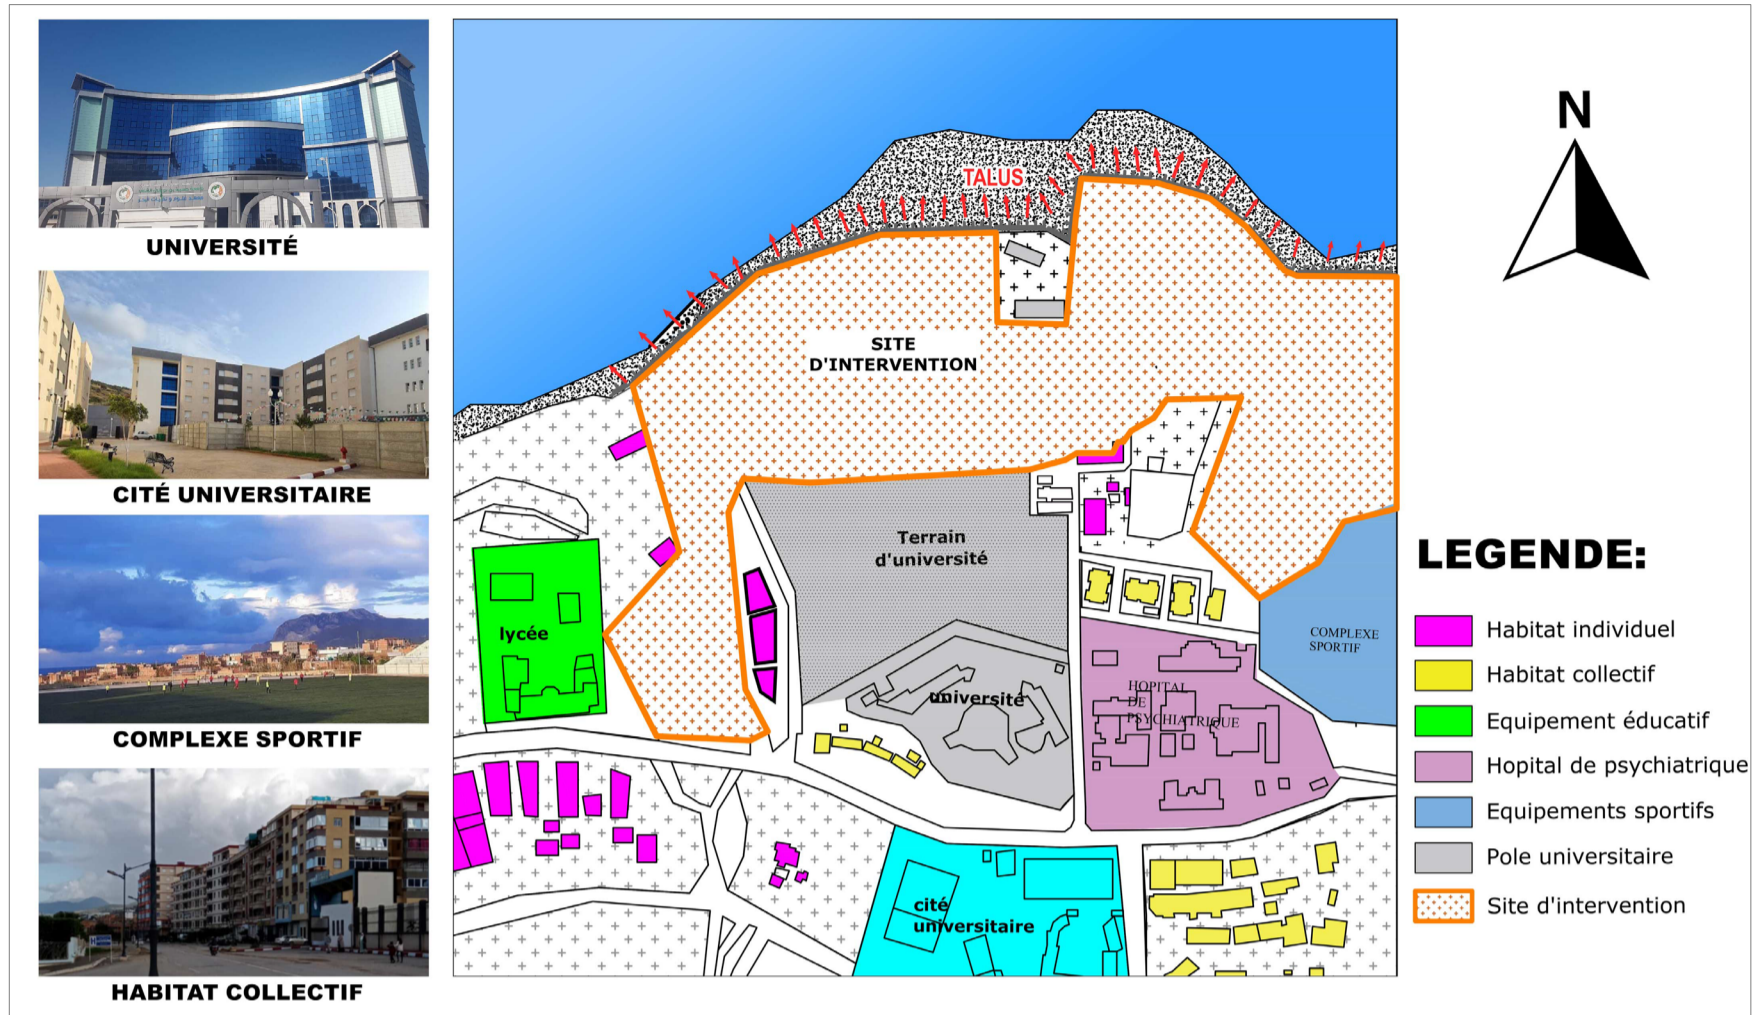 UNIVERSITÉ
CITÉ UNIVERSITAIRE
COMPLEXE SPORTIF
HABITAT COLLECTIF
TALUS
SITE
D'INTERVENTION
Terrain
d'université
lycée
université
HOPITAL
DE
PSYCHIATRIQUE
COMPLEXE
SPORTIF
cité
universitaire
N
LEGENDE:
Habitat individuel
Habitat collectif
Equipement éducatif
Hopital de psychiatrique
Equipements sportifs
Pole universitaire
Site d'intervention